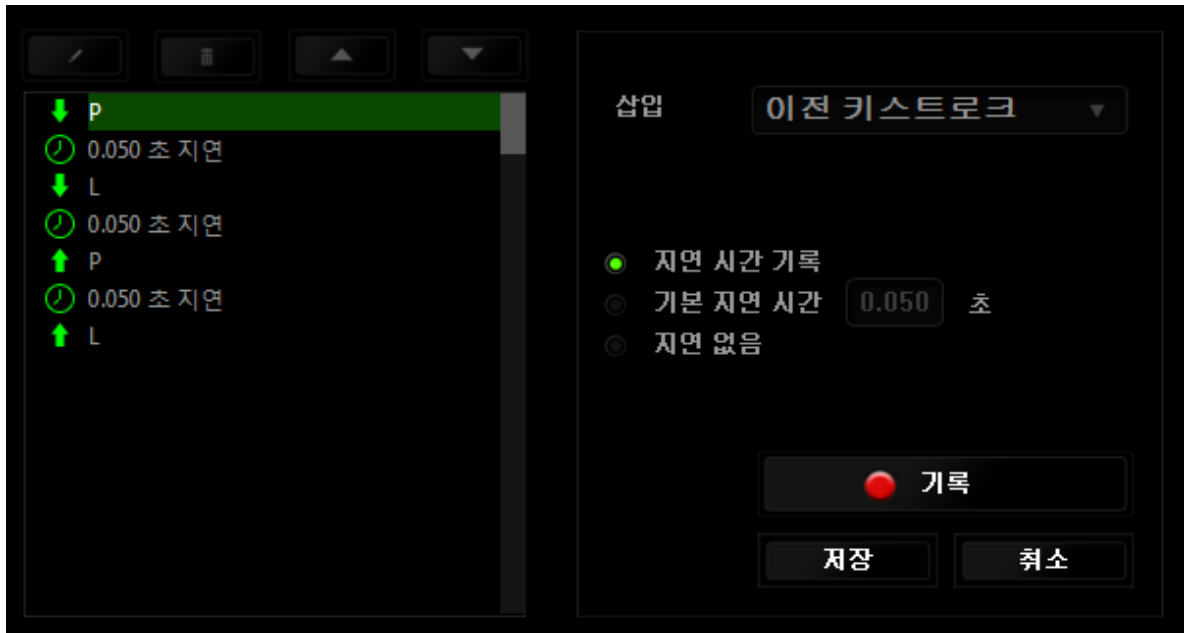 P
0.050 초 지연
L
0.050 초 지연
P
0.050 초 지연
L
삽입 이전 키스트로크
지연 시간 기록
기본 지연 시간 0.050 초
지연 없음
기록
저장 취소